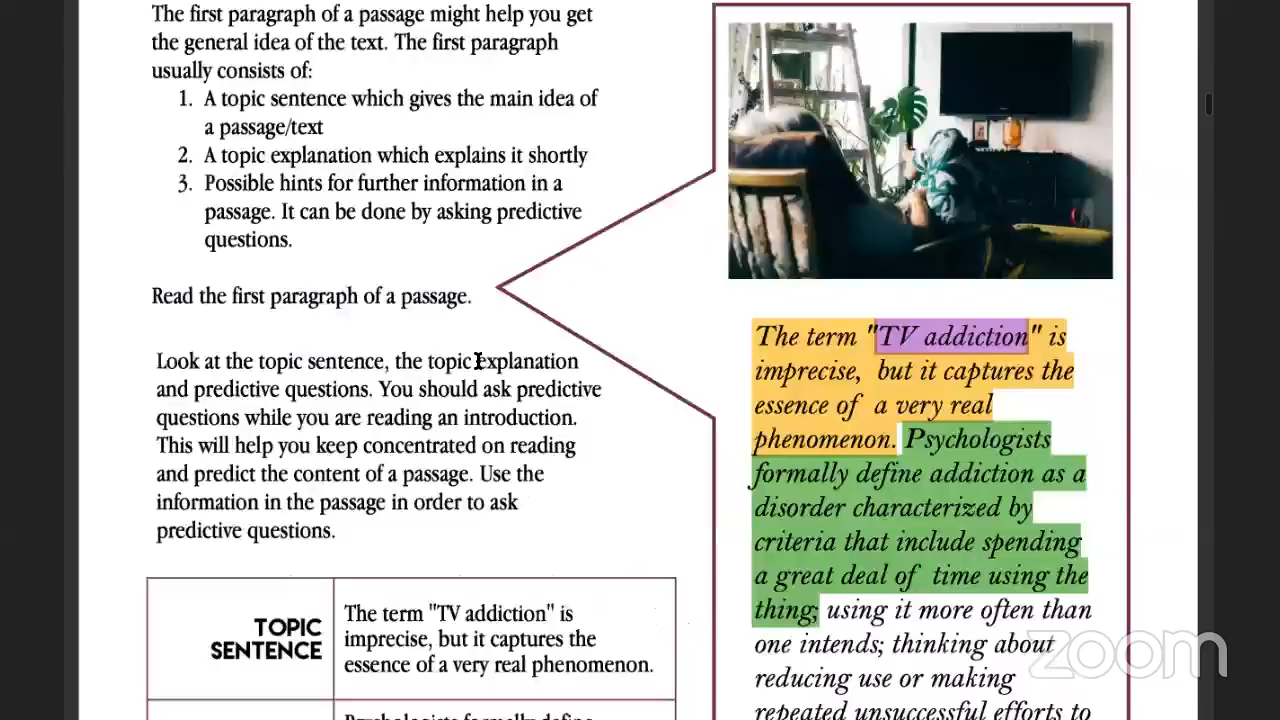 The first paragraph of a passage might help you get
the general idea of the text. The first paragraph
usually consists of:
1. A topic sentence which gives the main idea of
a passage/text
2. A topic explanation which explains it shortly
3. Possible hints for further information in a
passage. It can be done by asking predictive
questions.
Read the first paragraph of a passage.
Look at the topic sentence, the topic explanation
and predictive questions. You should ask predictive
questions while you are reading an introduction.
This will help you keep concentrated on reading
and predict the content of a passage. Use the
information in the passage in order to ask
predictive questions.
TOPIC
SENTENCE
The term "TV addiction" is
imprecise, but it captures the
essence of a very real phenomenon.
Psychologists formally define
The term "TV addiction" is
imprecise, but it captures the
essence of a very real
phenomenon. Psychologists
formally define addiction as a
disorder characterized by
criteria that include spending
a great deal of time using the
thing; using it more often than
one intends; thinking about
reducing use or making
repeated unsuccessful efforts to
zoom